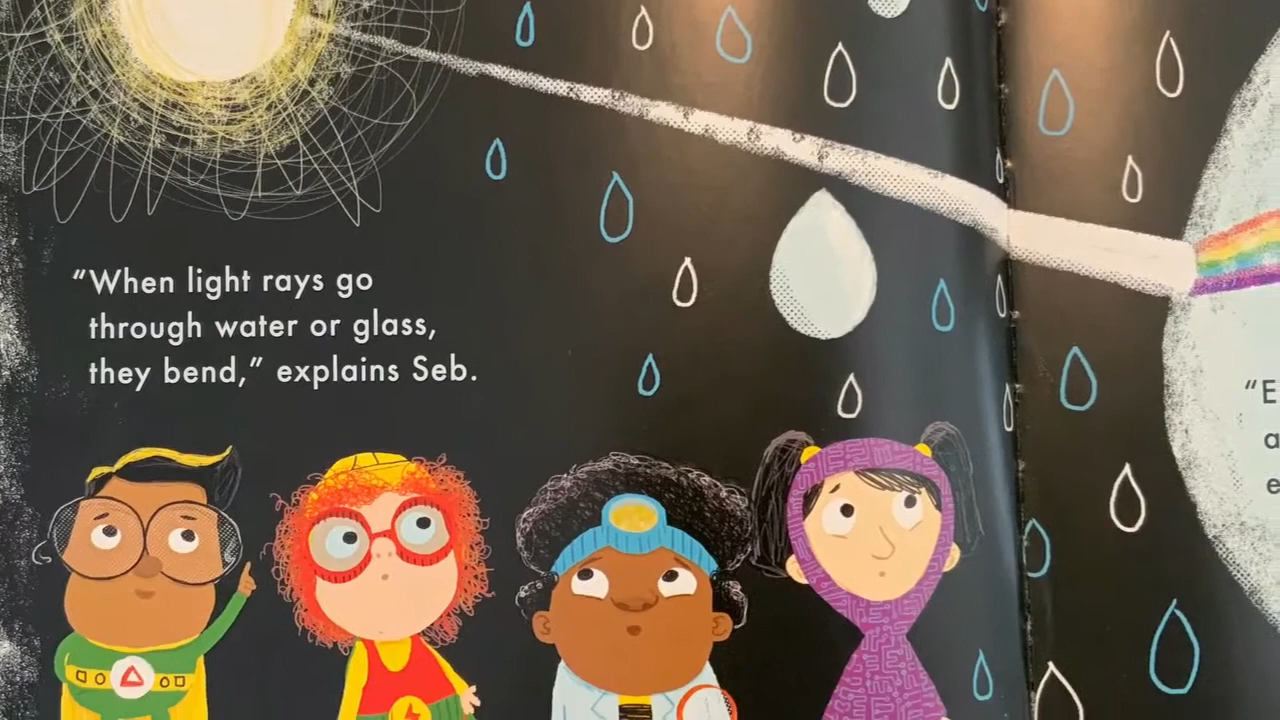 “When light rays go
through water or glass,
they bend,” explains Seb.
“E
a
e